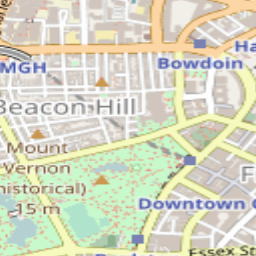 MGH
Bowdoin
Beacon Hill
Mount
Vernon
(historical)
15 m
Downtown
Essex St